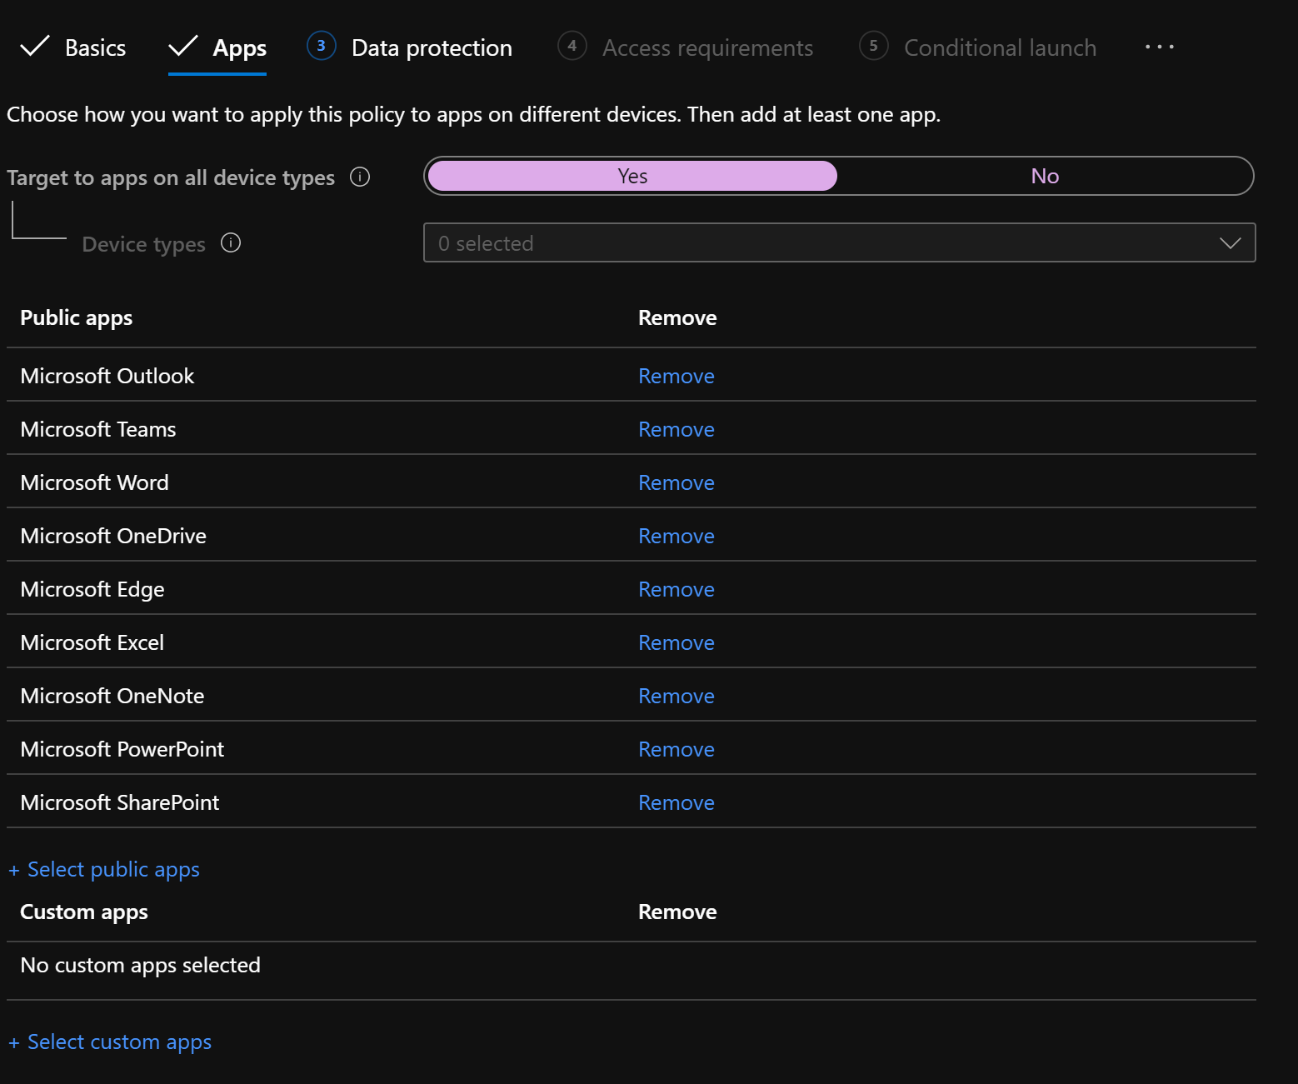 Basics Apps 3 Data protection 4 Access requirements 5 Conditional launch ...
Choose how you want to apply this policy to apps on different devices. Then add at least one app.
Target to apps on all device types Yes No
Device types 0 selected
Public apps Remove
Microsoft Outlook Remove
Microsoft Teams Remove
Microsoft Word Remove
Microsoft OneDrive Remove
Microsoft Edge Remove
Microsoft Excel Remove
Microsoft OneNote Remove
Microsoft PowerPoint Remove
Microsoft SharePoint Remove
+ Select public apps
Custom apps Remove
No custom apps selected
+ Select custom apps